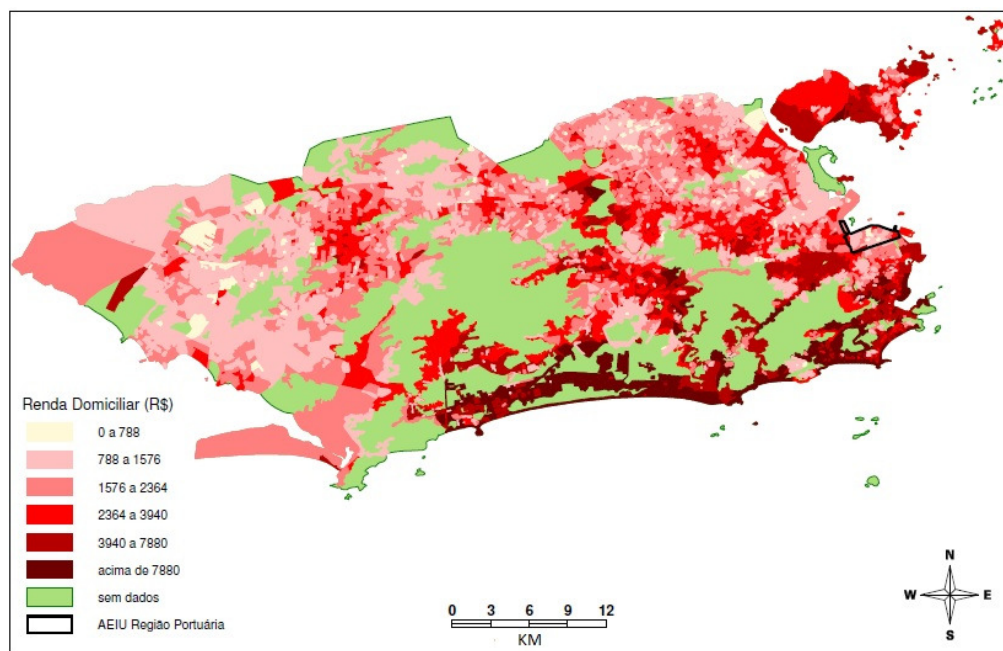 Renda Domiciliar (R$)
0 a 788
788 a 1576
1576 a 2364
2364 a 3940
3940 a 7880
acima de 7880
sem dados
AEIU Região Portuária
0 3 6 9 12
KM
N
W E
S